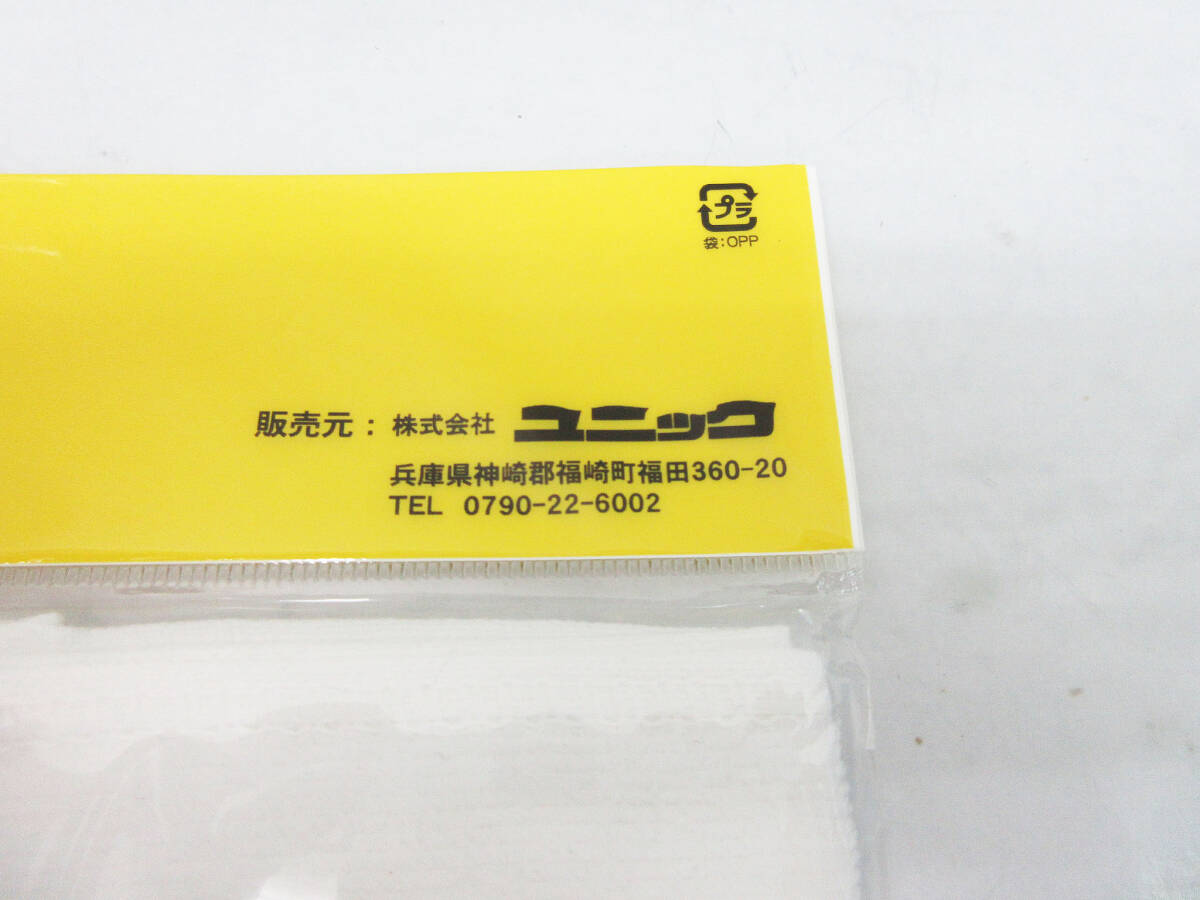 プラ
袋:OPP
販売元: 株式会社 ユニック
兵庫県神崎郡福崎町福田360-20
TEL 0790-22-6002